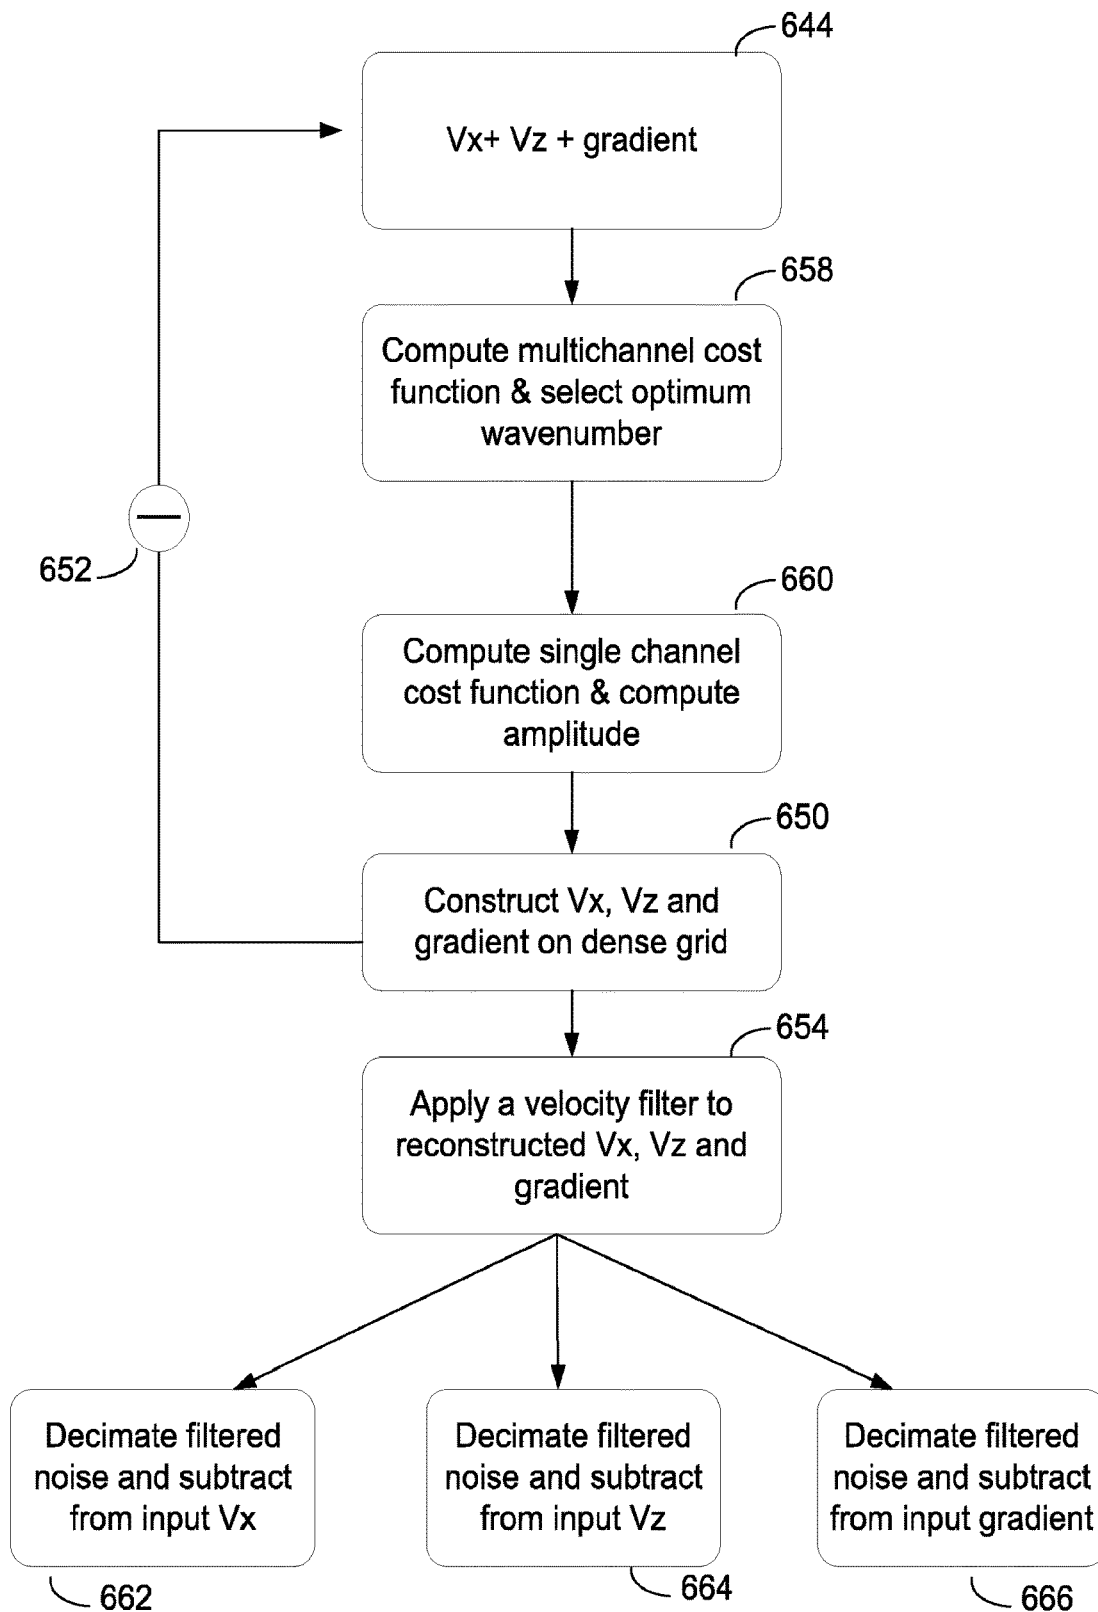 644
Vx+ Vz + gradient
658
Compute multichannel cost
function & select optimum
wavenumber
652
660
Compute single channel
cost function & compute
amplitude
650
Construct Vx, Vz and
gradient on dense grid
654
Apply a velocity filter to
reconstructed Vx, Vz and
gradient
Decimate filtered
noise and subtract
from input Vx
662
Decimate filtered
noise and subtract
from input Vz
664
Decimate filtered
noise and subtract
from input gradient
666